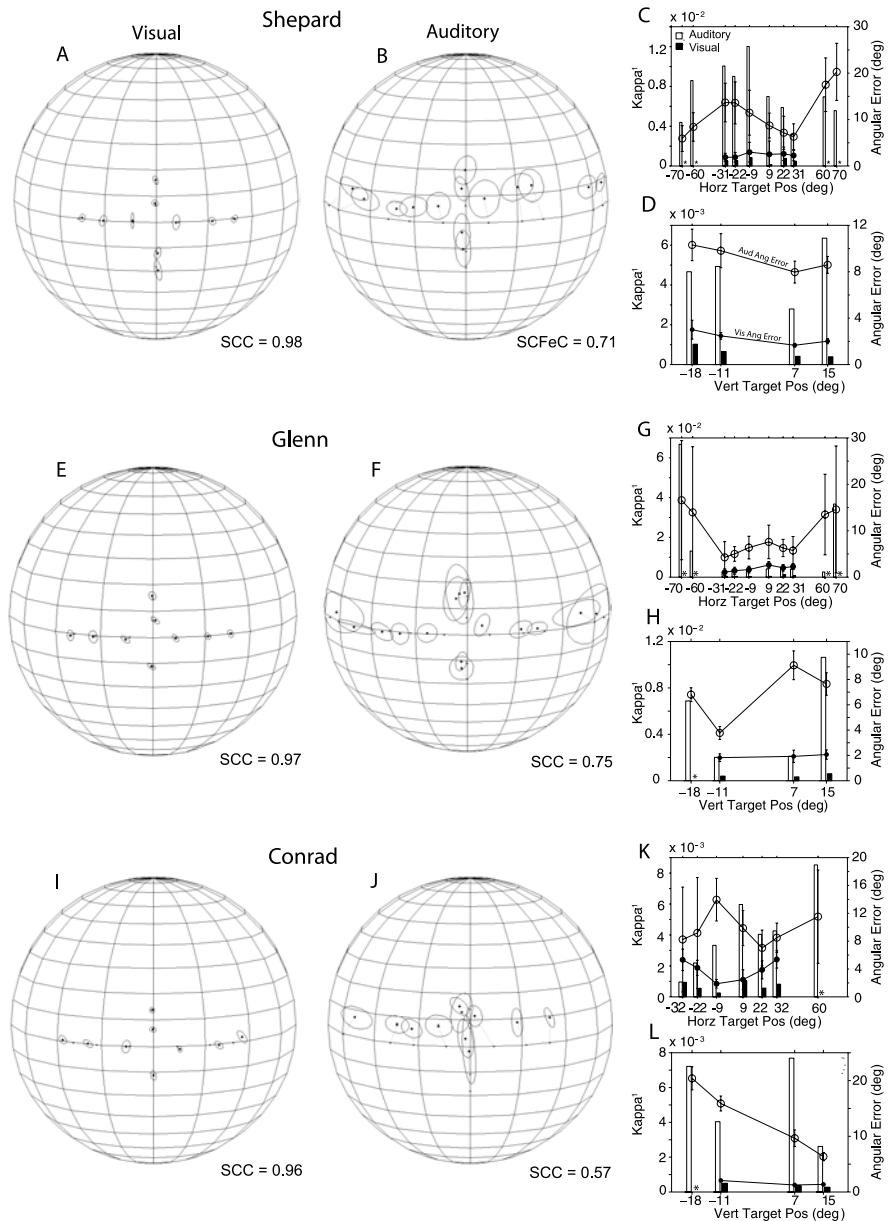 Shepard
A
Visual
B
Auditory
SCC = 0.98
SCFeC = 0.71
C
x 10⁻²
Auditory
Visual
1.2
0.8
0.4
0
Kappa¹
30
20
10
0
Angular Error (deg)
* * * *
-70 -60 -31 -22 -9 9 22 31 60 70
Horz Target Pos (deg)
D
x 10⁻³
6
4
2
0
Kappa¹
Aud Ang Error
Vis Ang Error
12
8
4
0
Angular Error (deg)
−18 −11 7 15
Vert Target Pos (deg)
Glenn
E
F
SCC = 0.97
SCC = 0.75
G
x 10⁻²
6
4
2
0
Kappa¹
30
20
10
0
Angular Error (deg)
* * * *
-70 -60 -31 -22 -9 9 22 31 60 70
Horz Target Pos (deg)
H
x 10⁻²
1.2
0.8
0.4
0
Kappa¹
10
8
6
4
2
0
Angular Error (deg)
*
−18 −11 7 15
Vert Target Pos (deg)
Conrad
I
J
SCC = 0.96
SCC = 0.57
K
x 10⁻³
8
6
4
2
0
Kappa¹
20
16
12
8
4
0
Angular Error (deg)
*
-32 -22 -9 9 22 32 60
Horz Target Pos (deg)
L
x 10⁻³
8
6
4
2
0
Kappa¹
20
10
0
Angular Error (deg)
*
−18 −11 7 15
Vert Target Pos (deg)